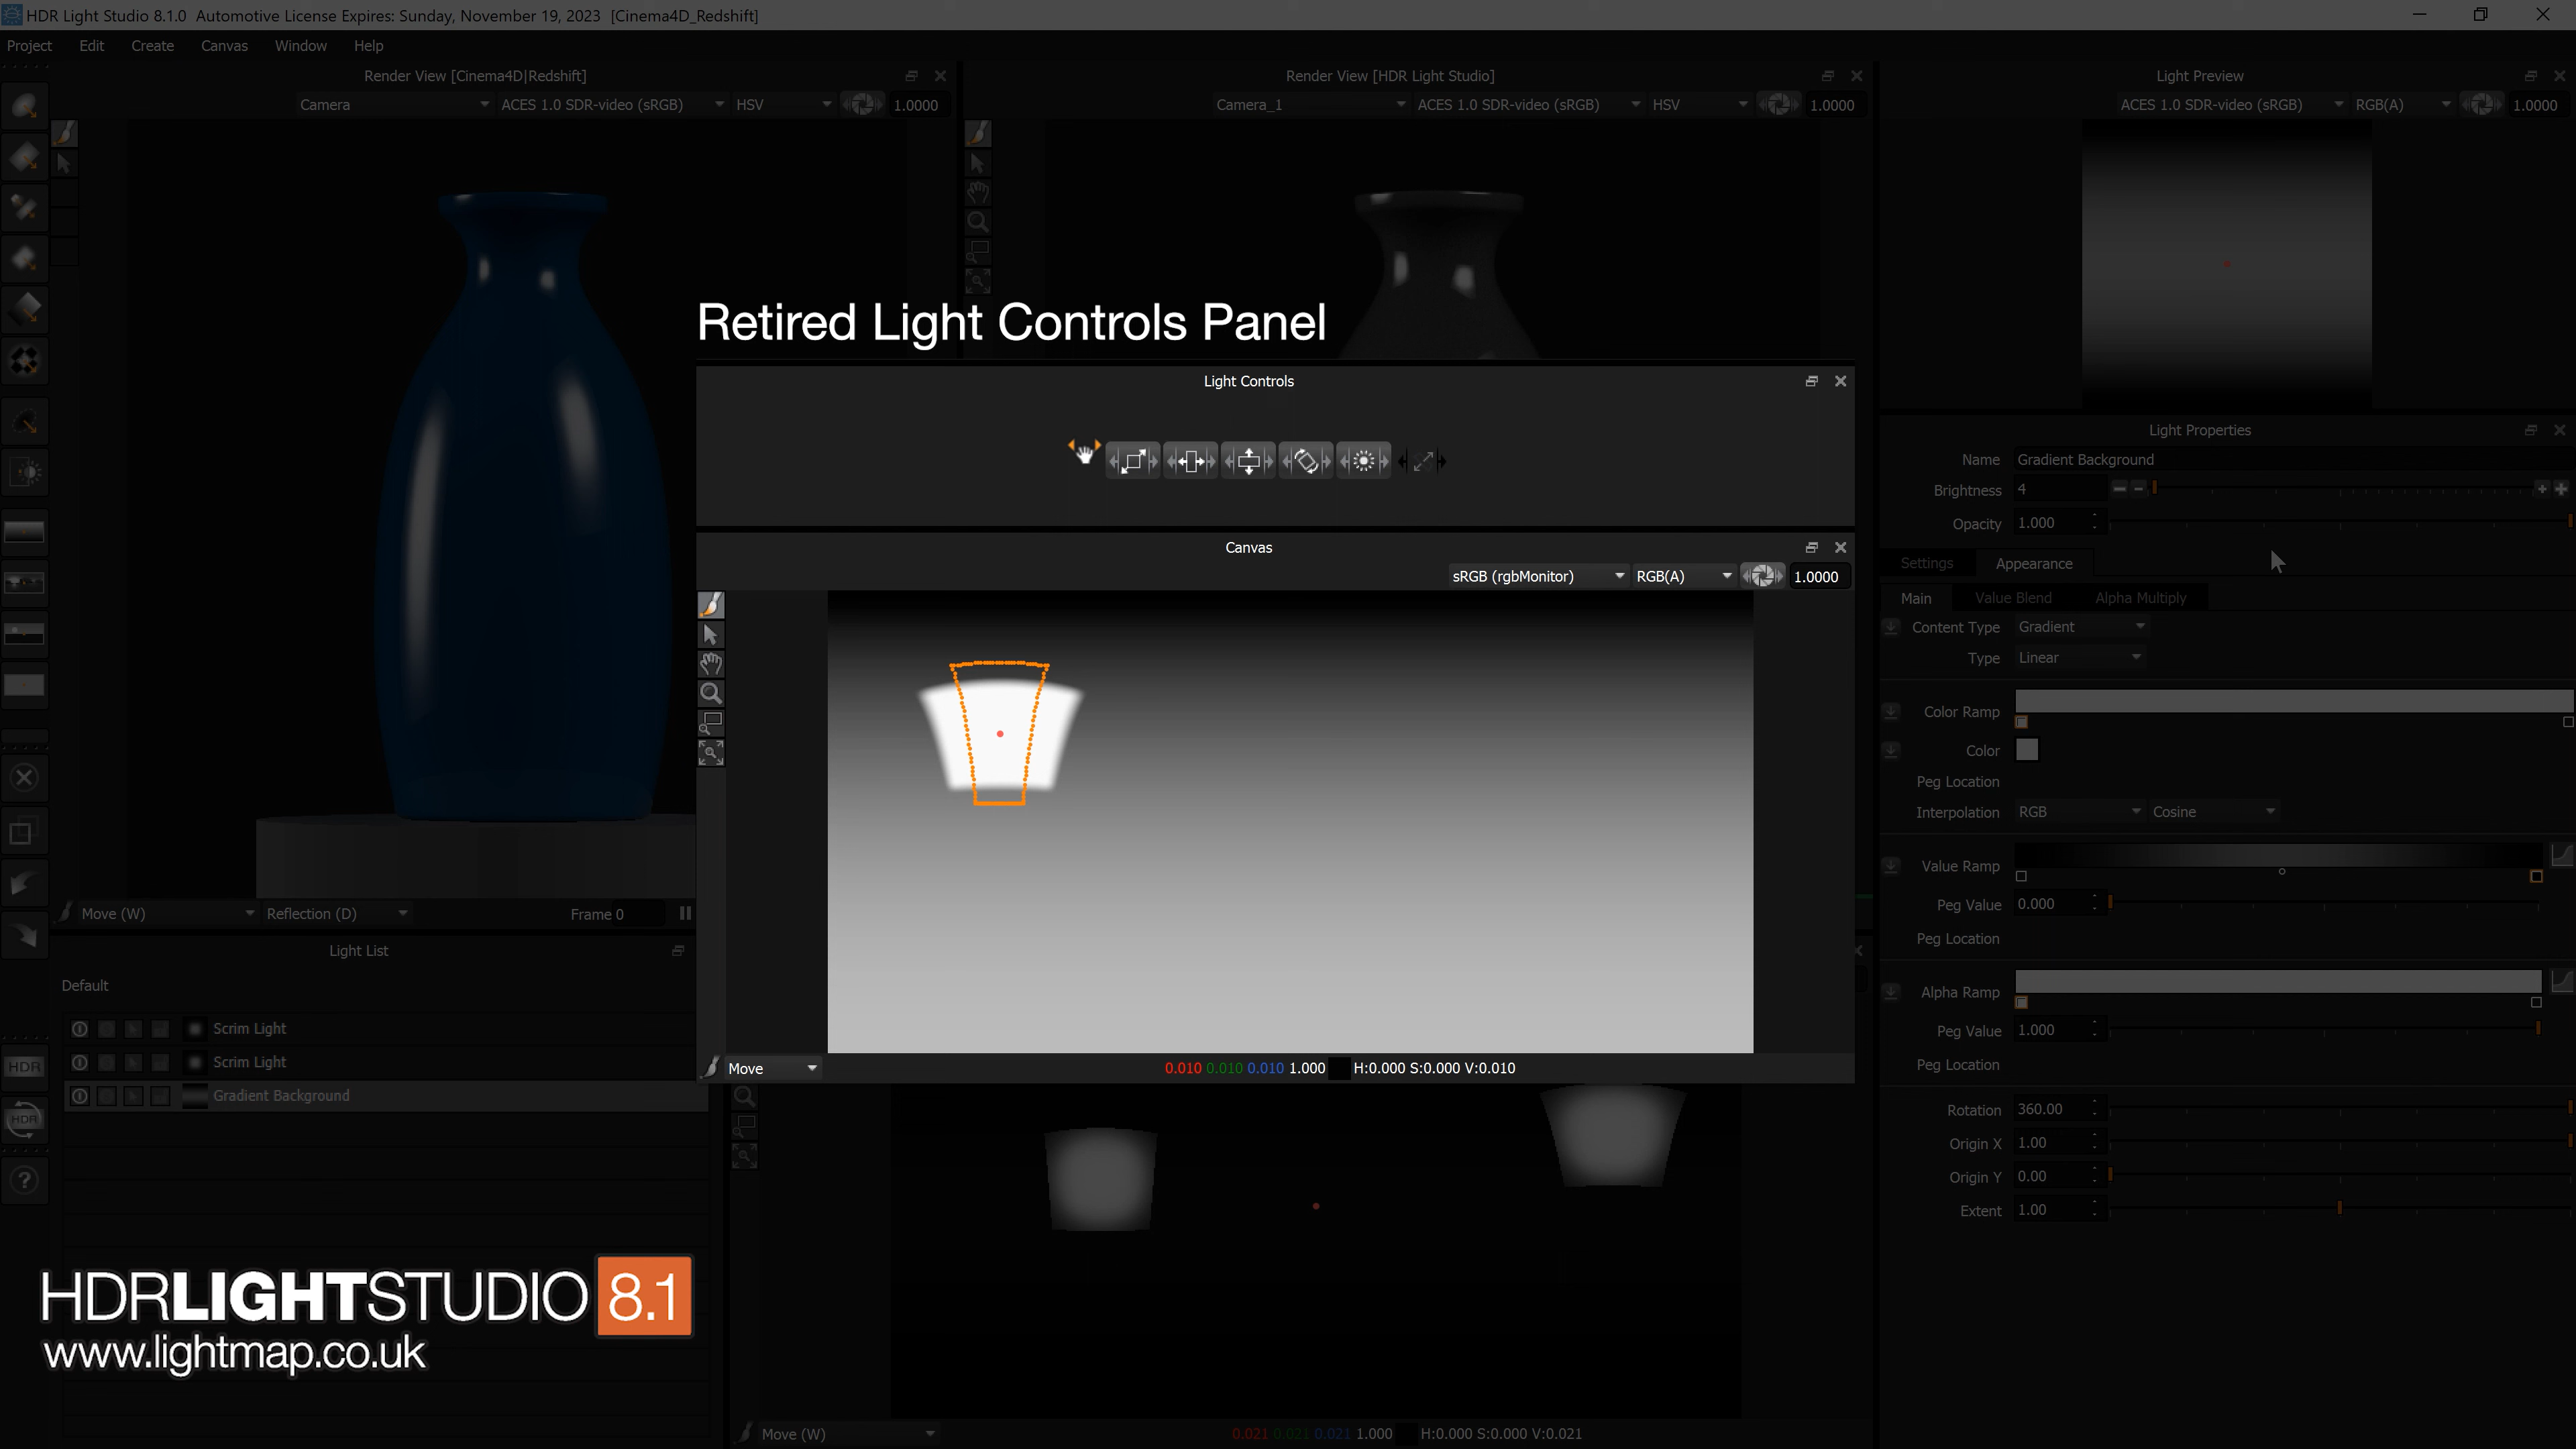 HDR Light Studio 8.1.0 Automotive License Expires: Sunday, November 19, 2023 [Cinema4D_Redshift]
Project Edit Create Canvas Window Help
Render View [Cinema4D|Redshift]
Camera ACES 1.0 SDR-video (sRGB) HSV 1.0000
Render View [HDR Light Studio]
Camera_1 ACES 1.0 SDR-video (sRGB) HSV 1.0000
Light Preview
ACES 1.0 SDR-video (sRGB) RGB(A) 1.0000
Retired Light Controls Panel
Light Controls
Canvas
sRGB (rgbMonitor) RGB(A) 1.0000
Move 0.010 0.010 0.010 1.000 H:0.000 S:0.000 V:0.010
Light Properties
Name Gradient Background
Brightness 4
Opacity 1.000
Settings Appearance
Main Value Blend Alpha Multiply
Content Type Gradient
Type Linear
Color Ramp
Color
Peg Location
Interpolation RGB Cosine
Value Ramp
Peg Value 0.000
Peg Location
Alpha Ramp
Peg Value 1.000
Peg Location
Rotation 360.00
Origin X 1.00
Origin Y 0.00
Extent 1.00
Move (W) Reflection (D) Frame 0
Light List
Default
Scrim Light
Scrim Light
Gradient Background
HDR
HDR
?
HDRLIGHTSTUDIO 8.1
www.lightmap.co.uk
Move (W) 0.021 0.021 0.021 1.000 H:0.000 S:0.000 V:0.021